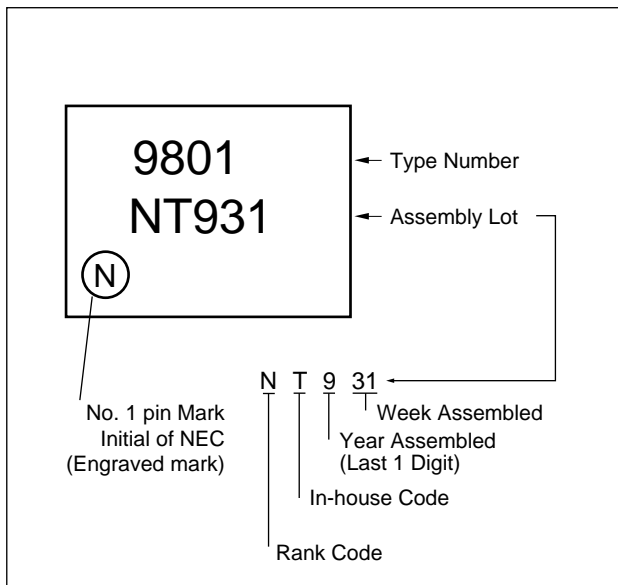 9801
Type Number
NT931
Assembly Lot
N
N T 9 31
No. 1 pin Mark
Initial of NEC
(Engraved mark)
Week Assembled
Year Assembled
(Last 1 Digit)
In-house Code
Rank Code